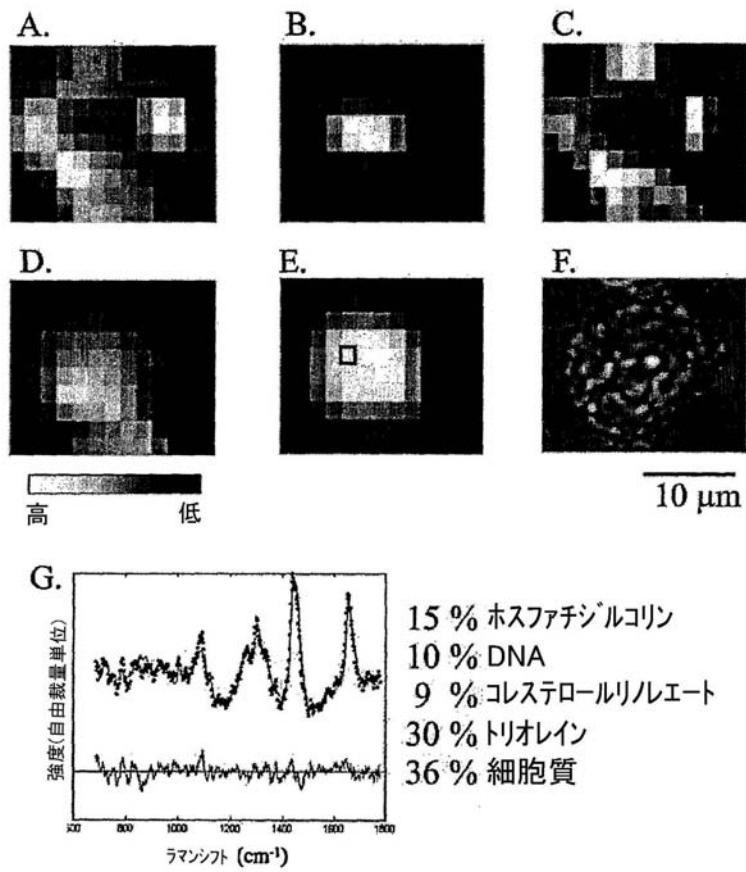 A.
B.
C.
D.
E.
F.
高
低
10 μm
G.
強度(自由裁量単位)
600
800
1000
1200
1400
1600
1800
ラマンシフト (cm⁻¹)
15 % ホスファチジルコリン
10 % DNA
9 % コレステロールリノレエート
30 % トリオレイン
36 % 細胞質